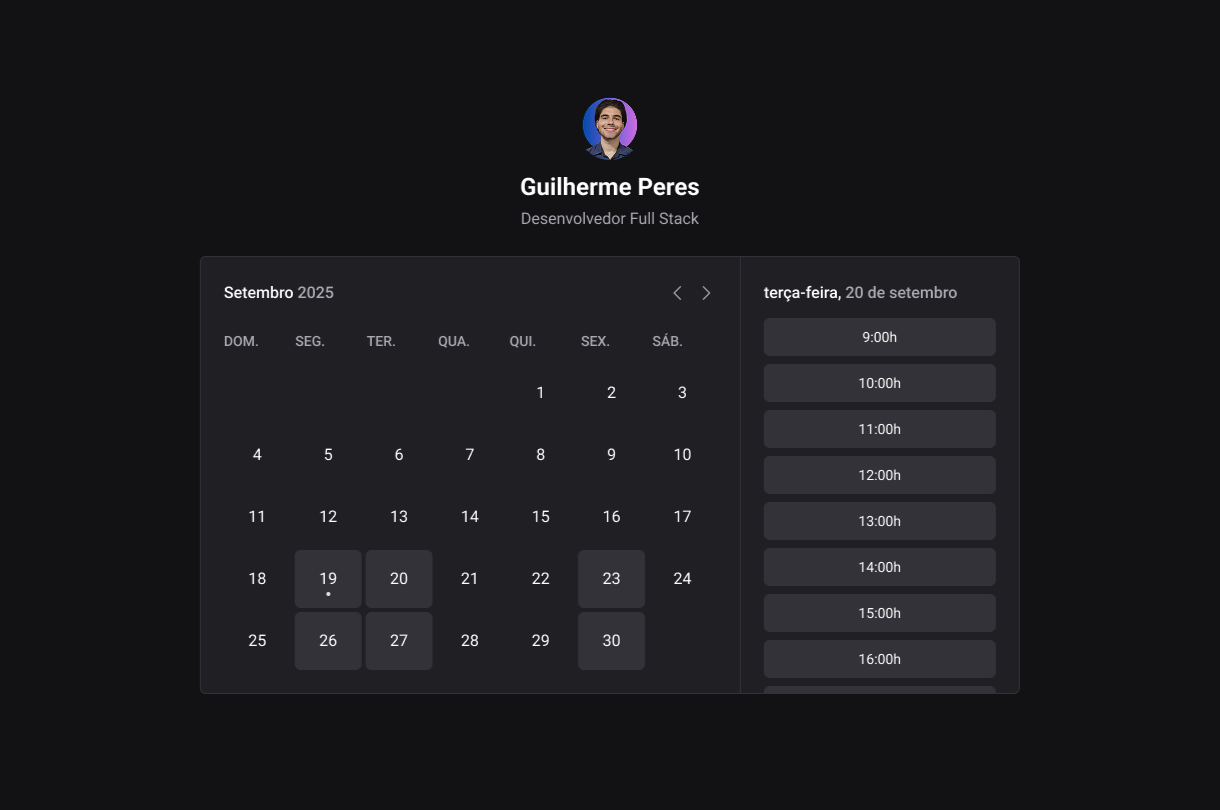 Guilherme Peres
Desenvolvedor Full Stack
Setembro 2025
DOM. SEG. TER. QUA. QUI. SEX. SÁB.
1 2 3
4 5 6 7 8 9 10
11 12 13 14 15 16 17
18 19 20 21 22 23 24
25 26 27 28 29 30
terça-feira, 20 de setembro
9:00h
10:00h
11:00h
12:00h
13:00h
14:00h
15:00h
16:00h